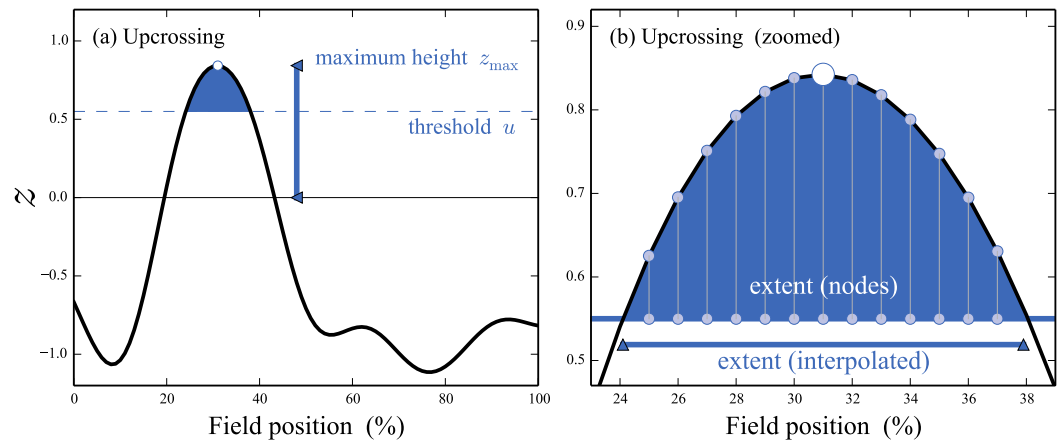 (a) Upcrossing
maximum height z_max
threshold u
1.0
0.5
0.0
−0.5
−1.0
z
0
20
40
60
80
100
Field position (%)
(b) Upcrossing (zoomed)
extent (nodes)
extent (interpolated)
0.9
0.8
0.7
0.6
0.5
24
26
28
30
32
34
36
38
Field position (%)